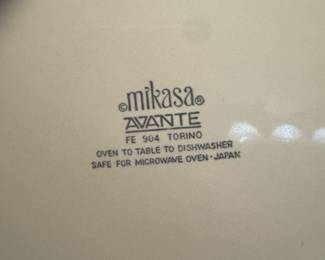 ©mikasa®
AVANTE
FE 904 TORINO
OVEN TO TABLE TO DISHWASHER
SAFE FOR MICROWAVE OVEN • JAPAN